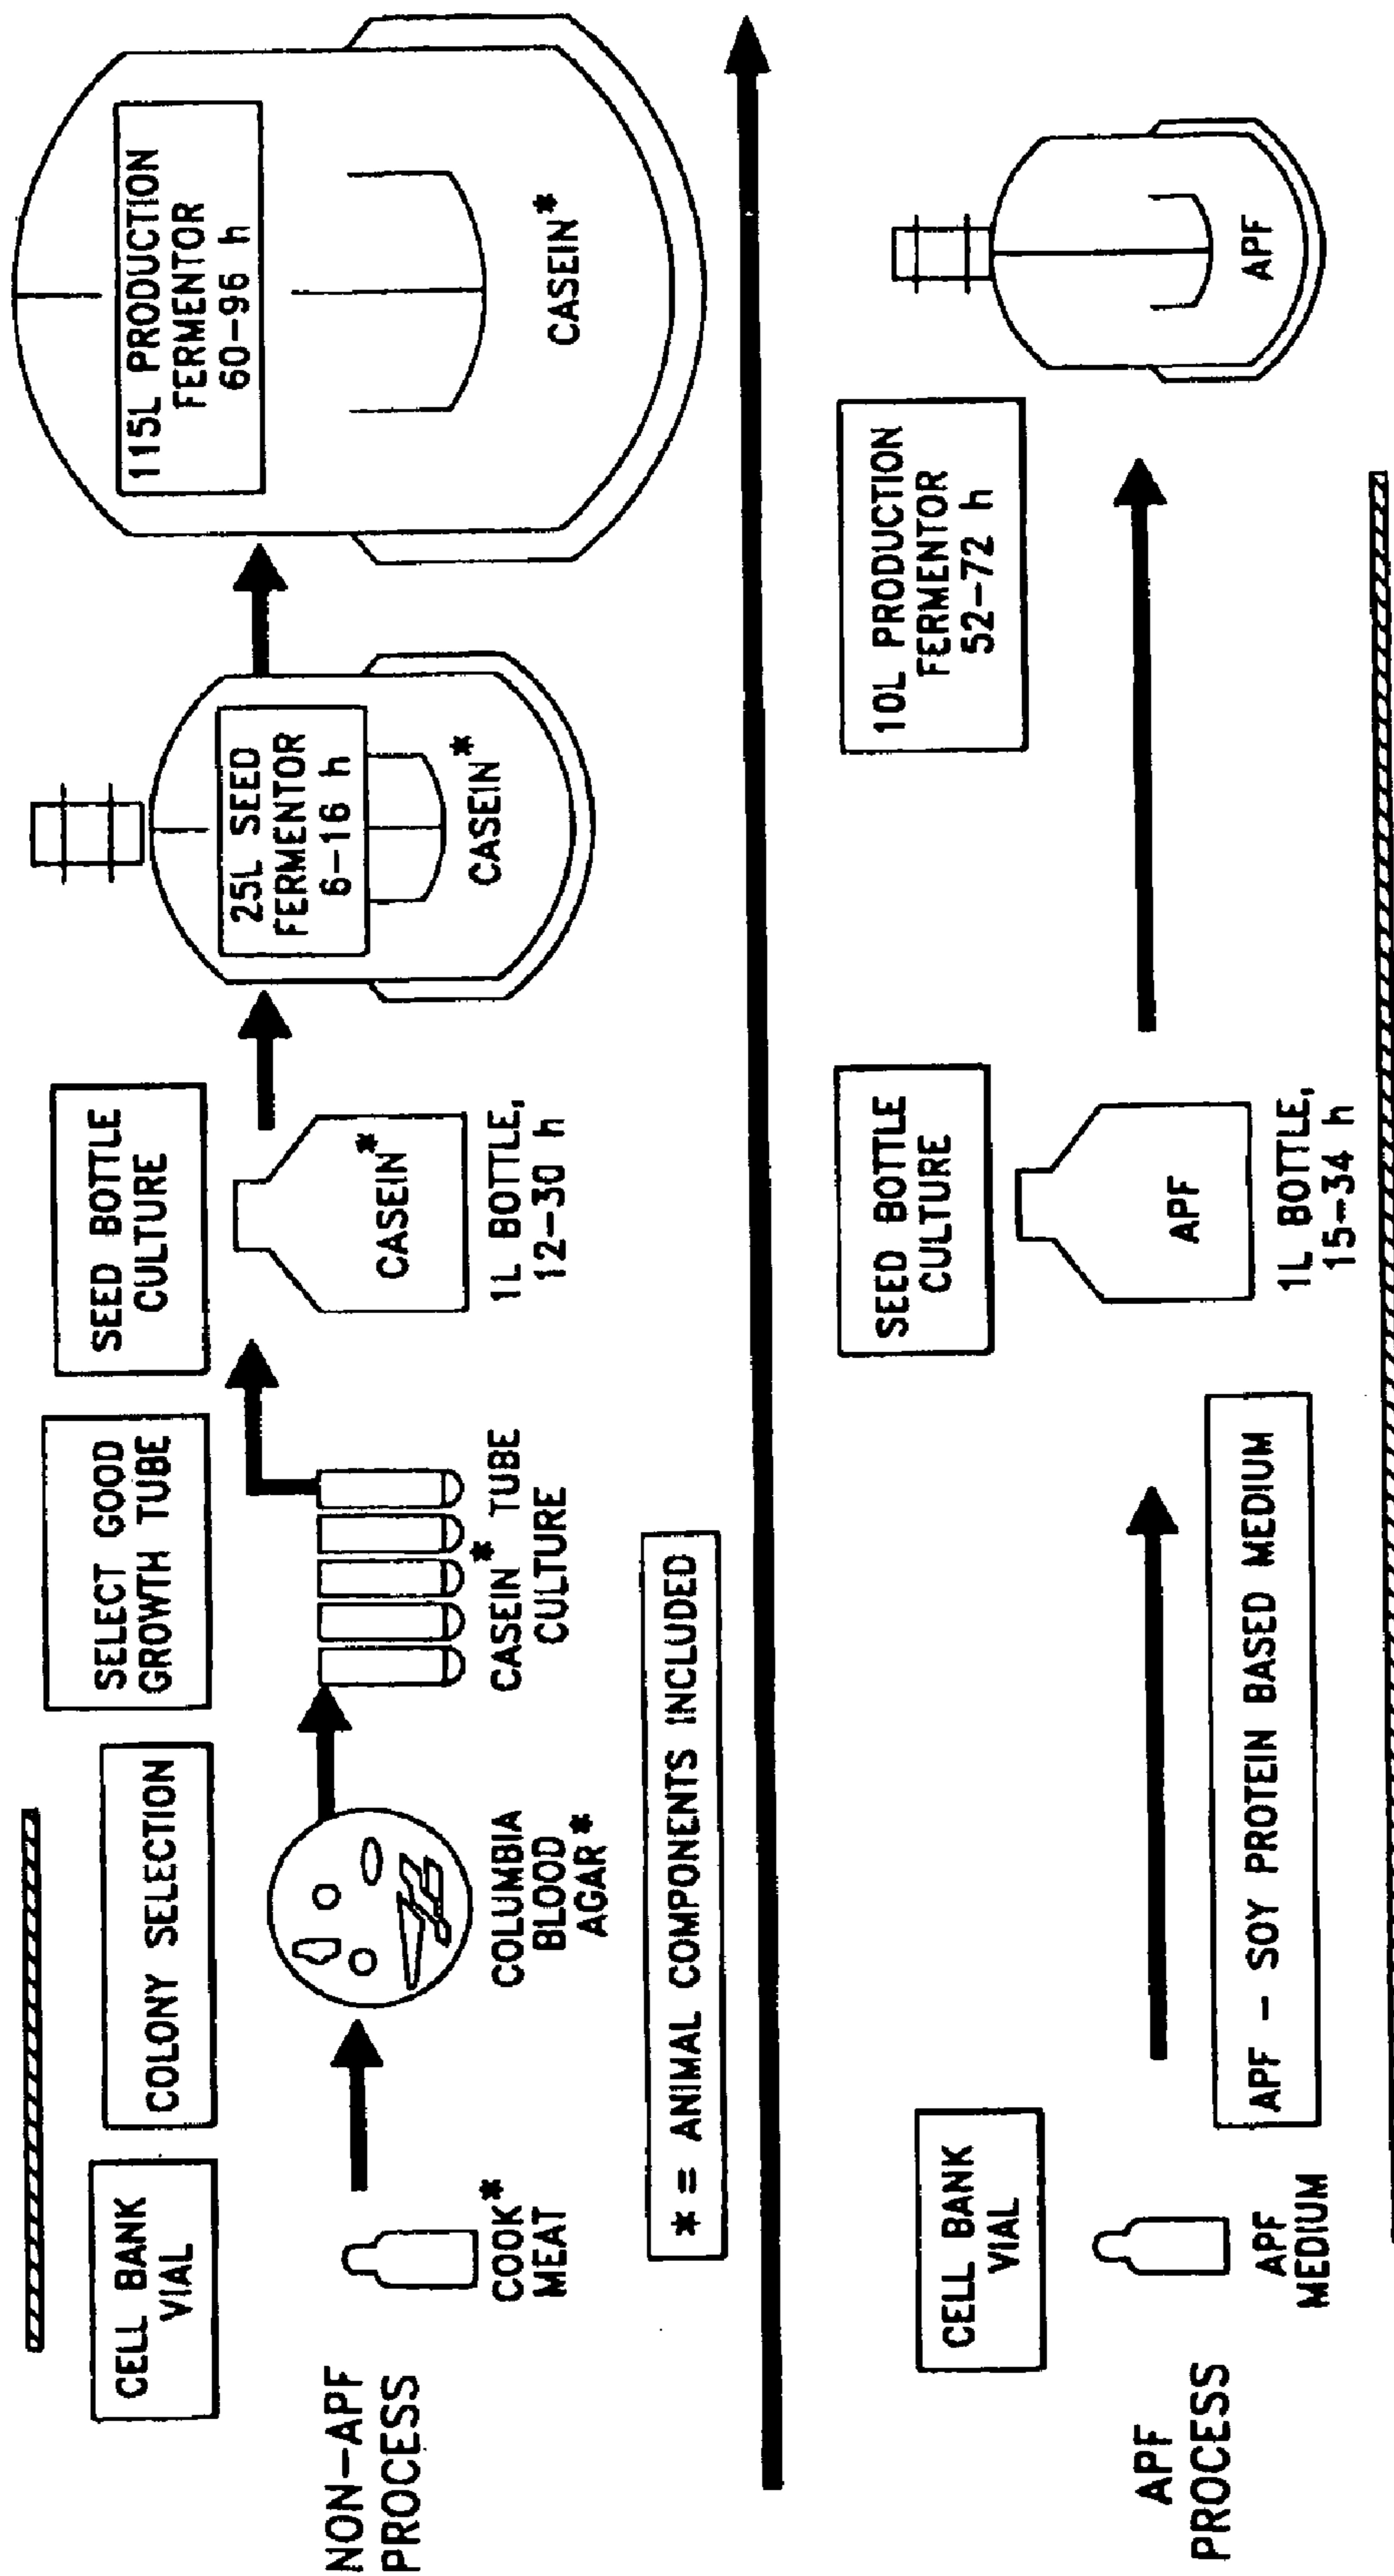 NON-APF
PROCESS
CELL BANK
VIAL
COOK*
MEAT
COLONY SELECTION
COLUMBIA
BLOOD
AGAR*
SELECT GOOD
GROWTH TUBE
CASEIN* TUBE
CULTURE
SEED BOTTLE
CULTURE
CASEIN*
1L BOTTLE,
12-30 h
25L SEED
FERMENTOR
6-16 h
CASEIN*
115L PRODUCTION
FERMENTOR
60-96 h
CASEIN*
* = ANIMAL COMPONENTS INCLUDED
APF
PROCESS
CELL BANK
VIAL
APF
MEDIUM
APF - SOY PROTEIN BASED MEDIUM
SEED BOTTLE
CULTURE
APF
1L BOTTLE,
15-34 h
10L PRODUCTION
FERMENTOR
52-72 h
APF